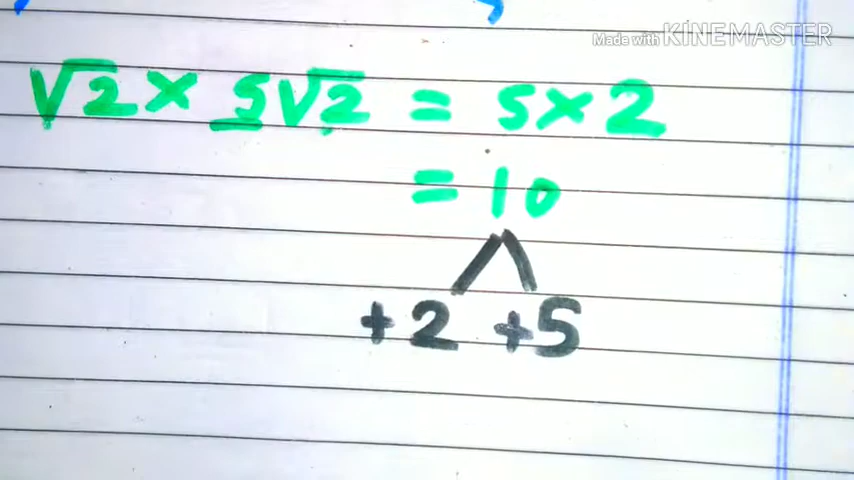 Made with KINEMASTER
√2 × 5√2 = 5 × 2
= 10
+2 +5